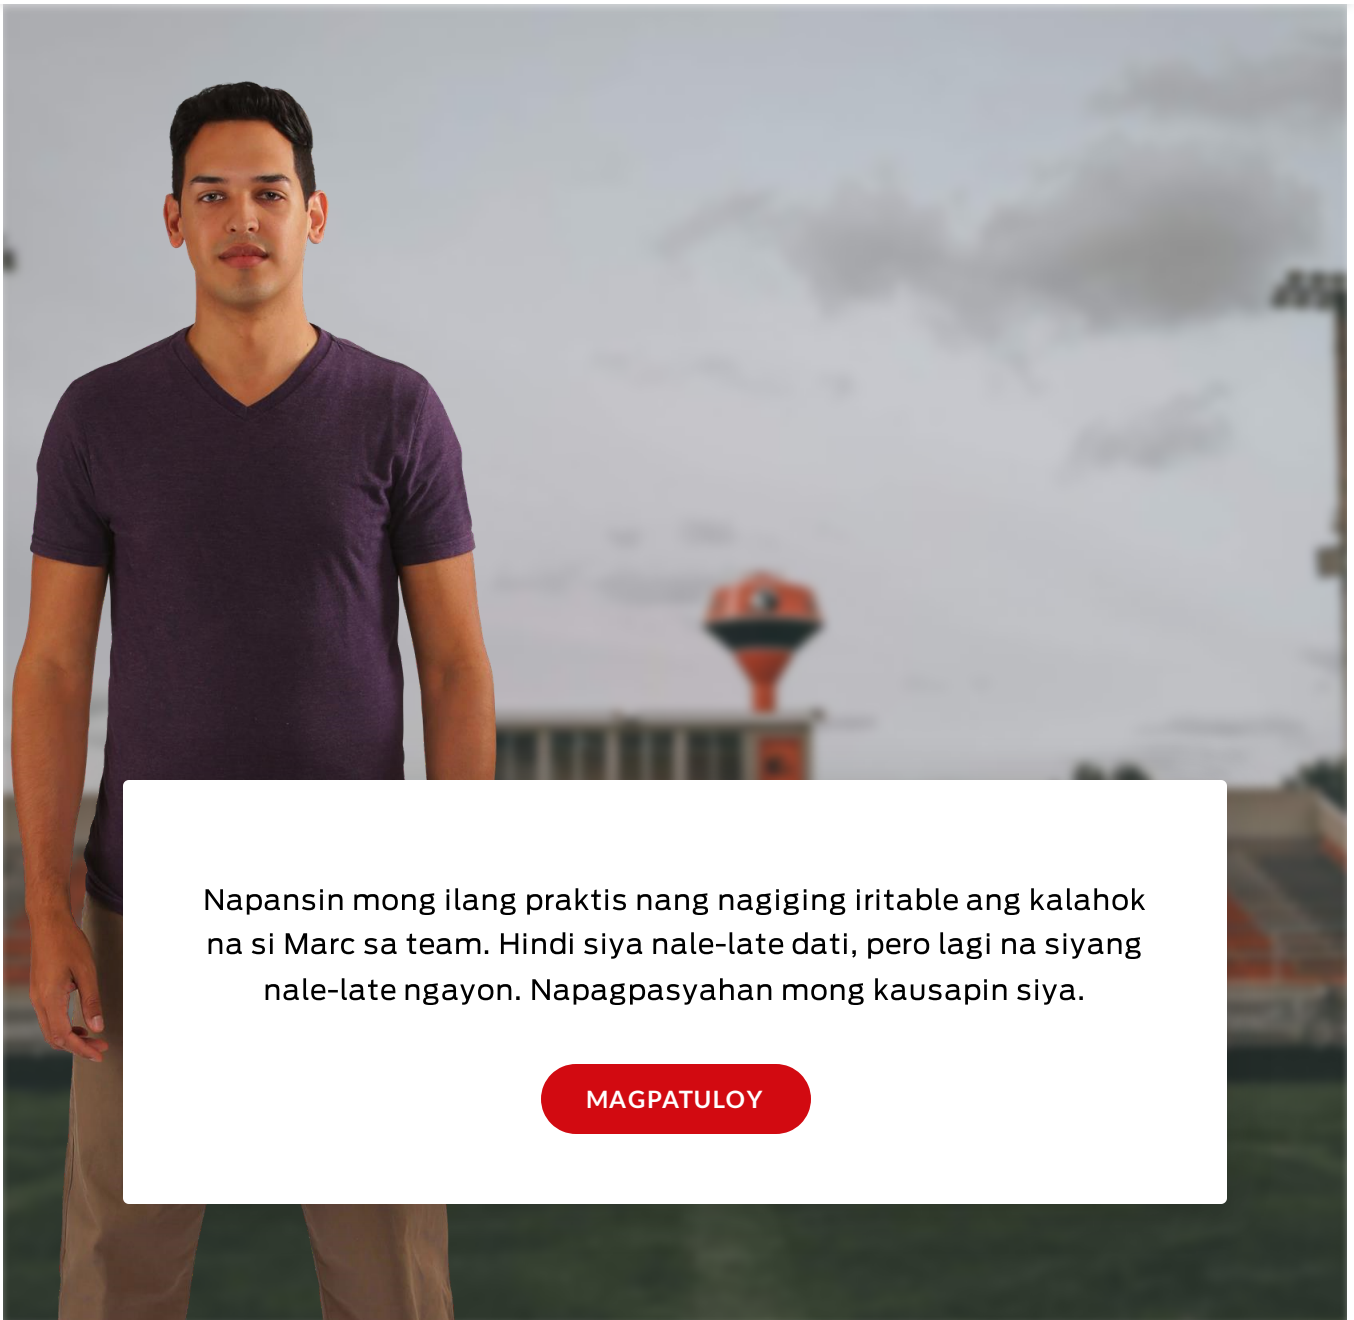 Napansin mong ilang praktis nang nagiging iritable ang kalahok
na si Marc sa team. Hindi siya nale-late dati, pero lagi na siyang
nale-late ngayon. Napagpasyahan mong kausapin siya.
MAGPATULOY